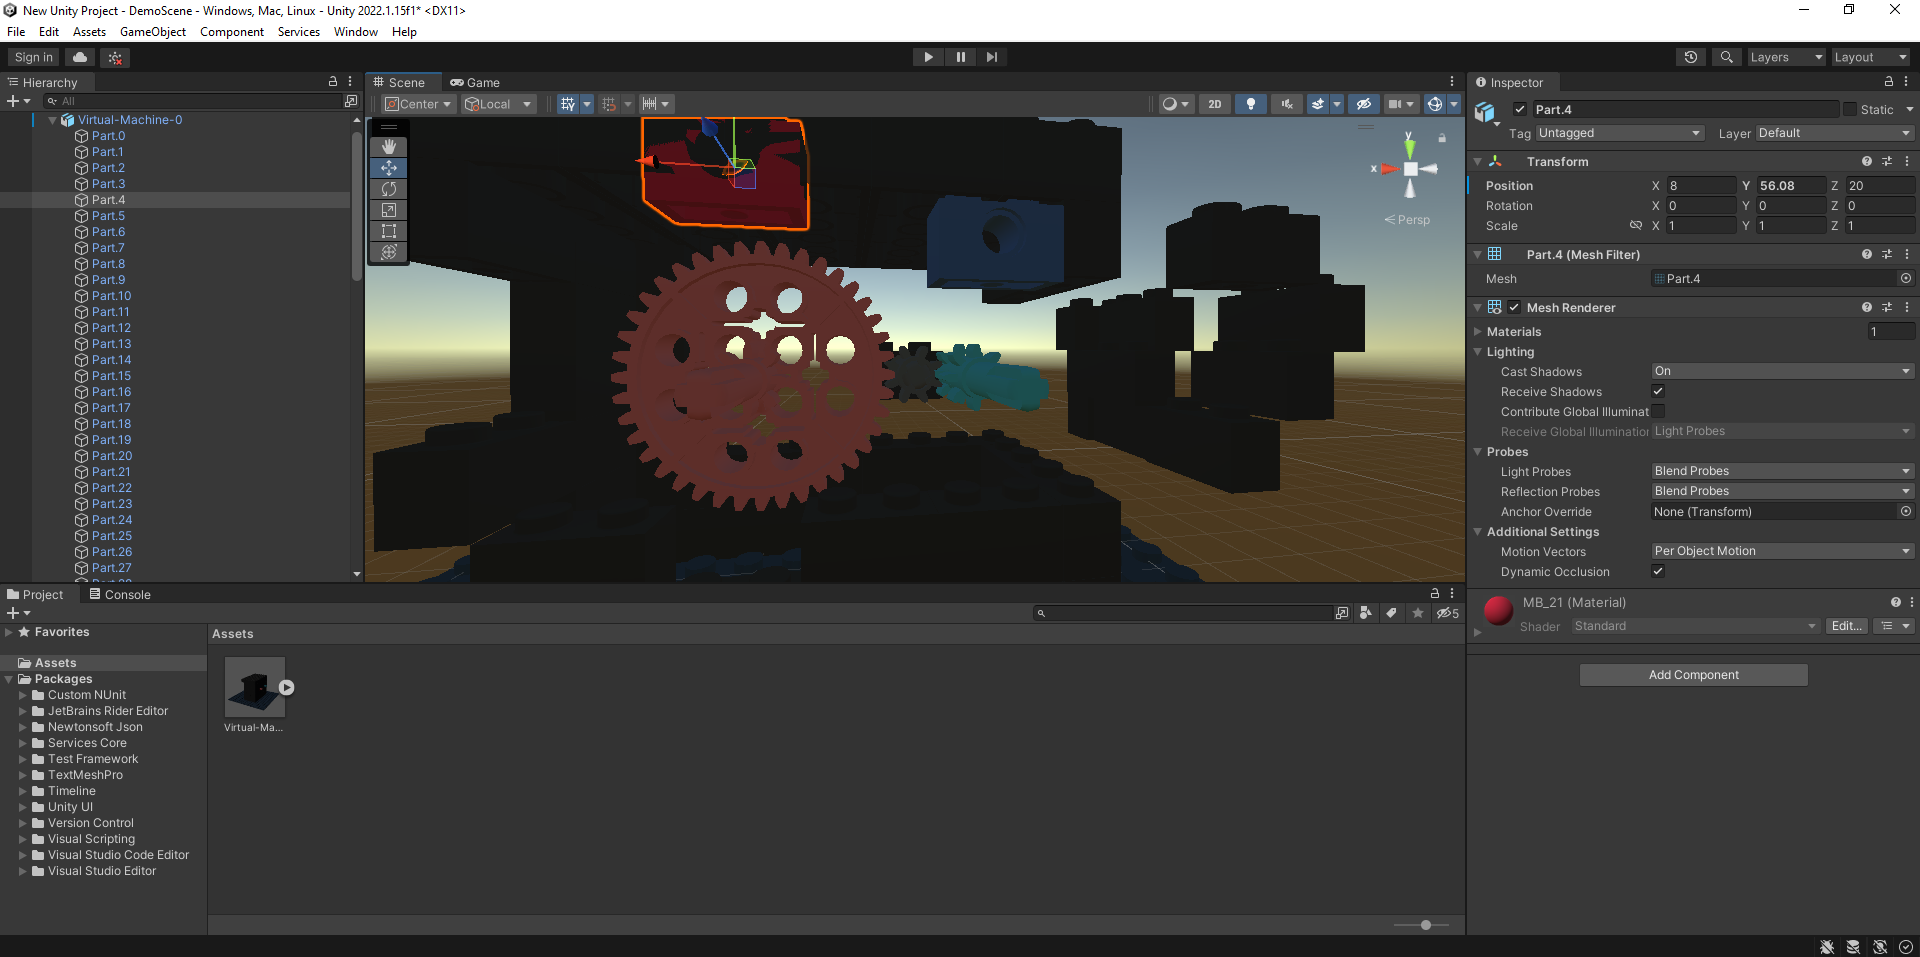 New Unity Project - DemoScene - Windows, Mac, Linux - Unity 2022.1.15f1* <DX11>
File Edit Assets GameObject Component Services Window Help
Sign in
Layers
Layout
Hierarchy
All
Virtual-Machine-0
Part.0
Part.1
Part.2
Part.3
Part.4
Part.5
Part.6
Part.7
Part.8
Part.9
Part.10
Part.11
Part.12
Part.13
Part.14
Part.15
Part.16
Part.17
Part.18
Part.19
Part.20
Part.21
Part.22
Part.23
Part.24
Part.25
Part.26
Part.27
Scene Game
Center Local 2D
y
x
Persp
Inspector
Part.4 Static
Tag Untagged Layer Default
Transform
Position X 8 Y 56.08 Z 20
Rotation X 0 Y 0 Z 0
Scale X 1 Y 1 Z 1
Part.4 (Mesh Filter)
Mesh Part.4
Mesh Renderer
Materials 1
Lighting
Cast Shadows On
Receive Shadows
Contribute Global Illuminat
Receive Global Illumination Light Probes
Probes
Light Probes Blend Probes
Reflection Probes Blend Probes
Anchor Override None (Transform)
Additional Settings
Motion Vectors Per Object Motion
Dynamic Occlusion
MB_21 (Material)
Shader Standard Edit...
Add Component
Project Console
5
Favorites
Assets
Packages
Custom NUnit
JetBrains Rider Editor
Newtonsoft Json
Services Core
Test Framework
TextMeshPro
Timeline
Unity UI
Version Control
Visual Scripting
Visual Studio Code Editor
Visual Studio Editor
Assets
Virtual-Ma...